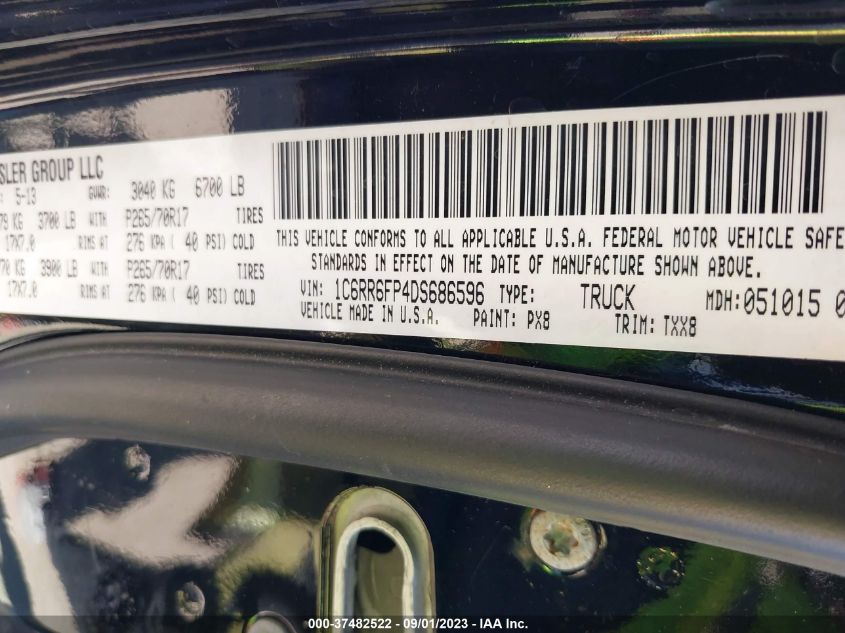 SLER GROUP LLC
5-13 GVWR: 3040 KG 6700 LB
79 KG 3700 LB WITH P265/70R17 TIRES
17X7.0 RIMS AT 276 KPA ( 40 PSI) COLD
70 KG 3900 LB WITH P265/70R17 TIRES
17X7.0 RIMS AT 276 KPA ( 40 PSI) COLD
THIS VEHICLE CONFORMS TO ALL APPLICABLE U.S.A. FEDERAL MOTOR VEHICLE SAFE
STANDARDS IN EFFECT ON THE DATE OF MANUFACTURE SHOWN ABOVE.
VIN: 1C6RR6FP4DS686596 TYPE: TRUCK MDH:051015 0
VEHICLE MADE IN U.S.A. PAINT: PX8 TRIM: TXX8
000-37482522 - 09/01/2023 - IAA Inc.